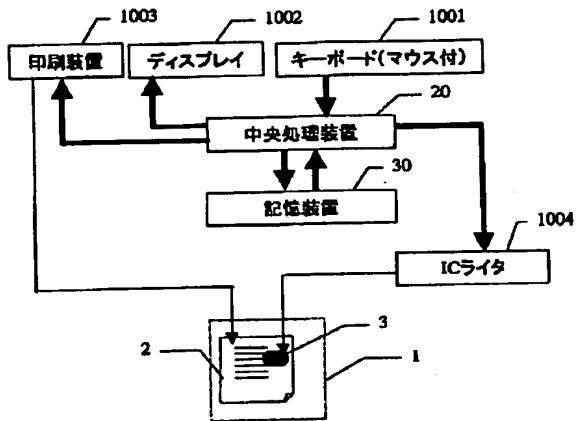 1003
1002
1001
印刷装置
ディスプレイ
キーボード(マウス付)
20
中央処理装置
30
記憶装置
1004
ICライタ
3
2
1